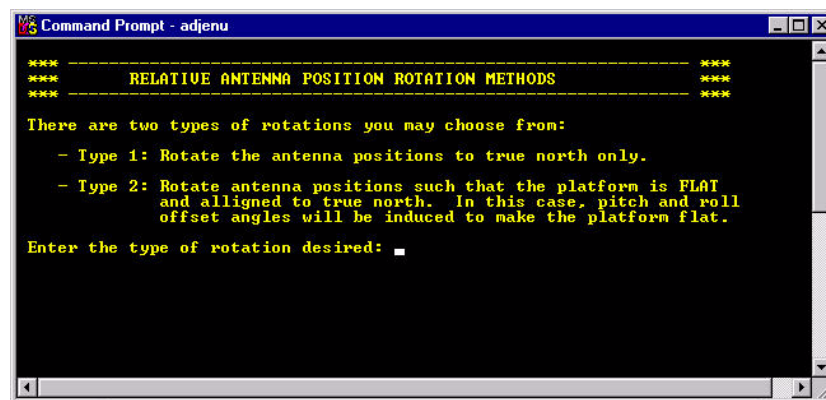 Command Prompt - adjenu
*** ------------------------------------------------------------- ***
*** RELATIVE ANTENNA POSITION ROTATION METHODS ***
*** ------------------------------------------------------------- ***
There are two types of rotations you may choose from:
- Type 1: Rotate the antenna positions to true north only.
- Type 2: Rotate antenna positions such that the platform is FLAT
and alligned to true north. In this case, pitch and roll
offset angles will be induced to make the platform flat.
Enter the type of rotation desired: